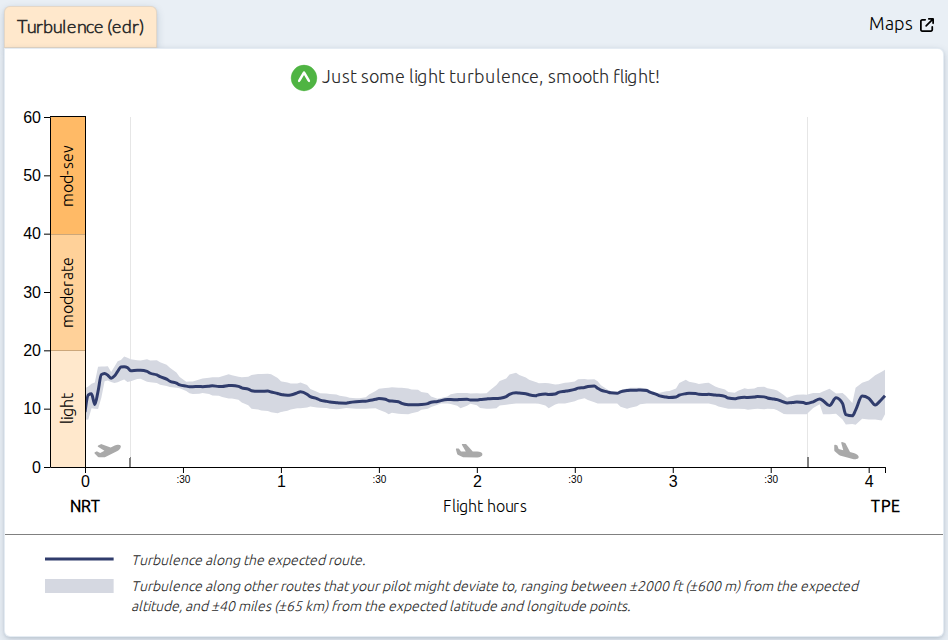 Turbulence (edr)
Maps
Just some light turbulence, smooth flight!
60
50
40
30
20
10
0
mod-sev
moderate
light
0 :30 1 :30 2 :30 3 :30 4
NRT Flight hours TPE
Turbulence along the expected route.
Turbulence along other routes that your pilot might deviate to, ranging between ±2000 ft (±600 m) from the expected
altitude, and ±40 miles (±65 km) from the expected latitude and longitude points.